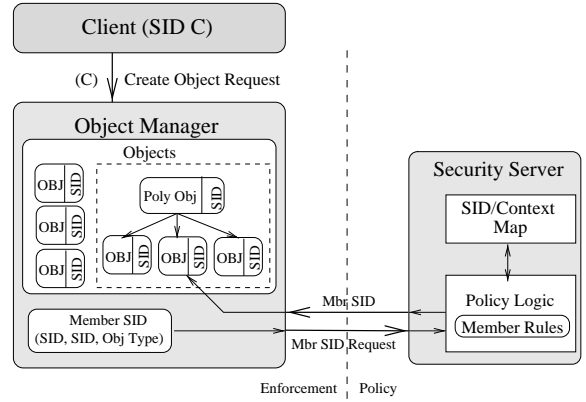 Client (SID C)
(C) Create Object Request
Object Manager
Objects
OBJ SID
OBJ SID
OBJ SID
Poly Obj SID
OBJ SID
OBJ SID
OBJ SID
Member SID
(SID, SID, Obj Type)
Mbr SID
Mbr SID Request
Security Server
SID/Context
Map
Policy Logic
Member Rules
Enforcement
Policy